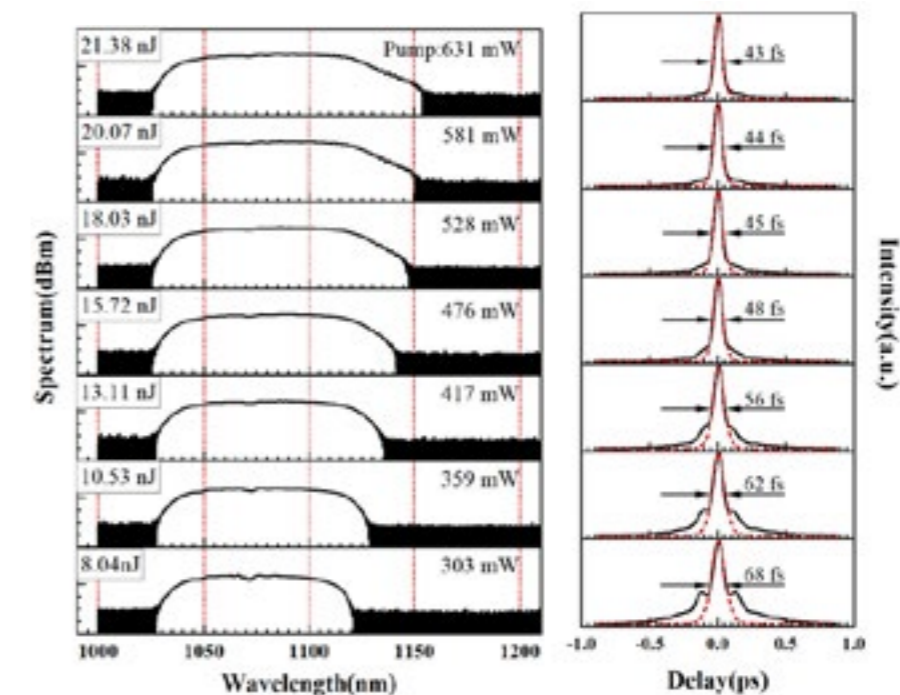 21.38 nJ
Pump:631 mW
20.07 nJ
581 mW
18.03 nJ
528 mW
15.72 nJ
476 mW
13.11 nJ
417 mW
10.53 nJ
359 mW
8.04nJ
303 mW
Spectrum(dBm)
1000 1050 1100 1150 1200
Wavelength(nm)
43 fs
44 fs
45 fs
48 fs
56 fs
62 fs
68 fs
Intensity(a.u.)
-1.0 -0.5 0.0 0.5 1.0
Delay(ps)